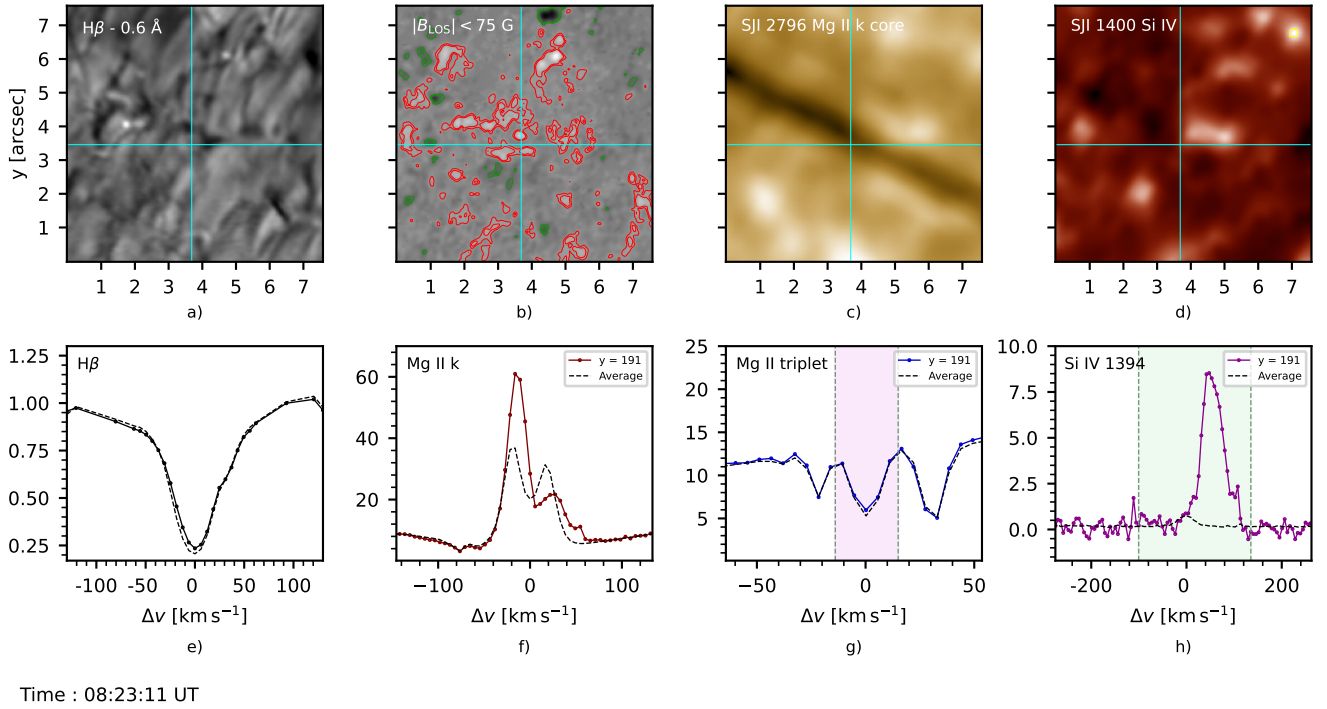 Hβ - 0.6 Å
|B_LOS| < 75 G
SJI 2796 Mg II k core
SJI 1400 Si IV
y [arcsec]
7
6
5
4
3
2
1
1 2 3 4 5 6 7
1 2 3 4 5 6 7
1 2 3 4 5 6 7
1 2 3 4 5 6 7
a)
b)
c)
d)
Hβ
1.25
1.00
0.75
0.50
0.25
-100 -50 0 50 100
Δv [km s⁻¹]
e)
Mg II k
y = 191
Average
60
40
20
−100 0 100
Δv [km s⁻¹]
f)
Mg II triplet
y = 191
Average
25
20
15
10
5
−50 0 50
Δv [km s⁻¹]
g)
Si IV 1394
y = 191
Average
10.0
7.5
5.0
2.5
0.0
-200 0 200
Δv [km s⁻¹]
h)
Time : 08:23:11 UT